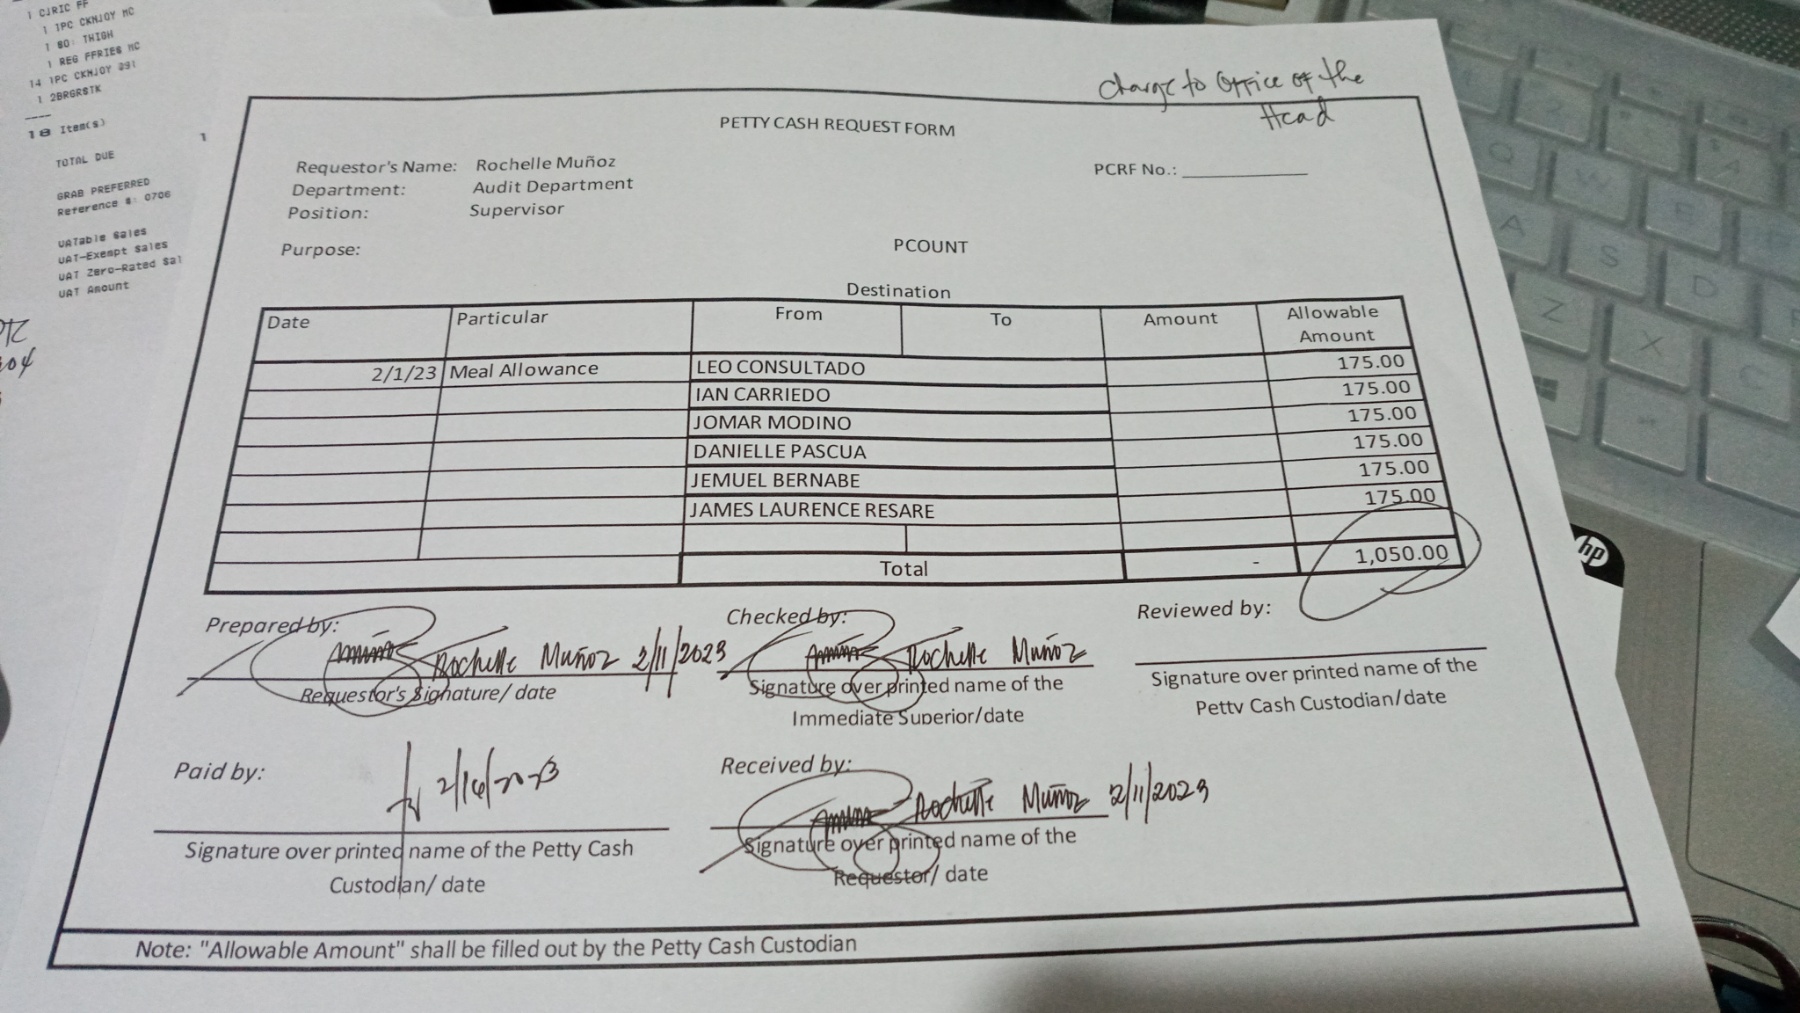 1 CJRIC FF
1 1PC CKNJOY MC
1 SO: THIGH
1 REG FFRIES MC
14 1PC CKNJOY @91
1 2BRGRSTK
18 Item(s)
1
TOTAL DUE
GRAB PREFERRED
Reference #: 0706
VATable Sales
VAT-Exempt Sales
VAT Zero-Rated Sal
VAT Amount
Charge to Office of the
Head
PETTY CASH REQUEST FORM
Requestor's Name: Rochelle Muñoz
PCRF No.:
Department: Audit Department
Position: Supervisor
Purpose: PCOUNT
Destination
Date Particular From To Amount Allowable Amount
2/1/23 Meal Allowance LEO CONSULTADO 175.00
IAN CARRIEDO 175.00
JOMAR MODINO 175.00
DANIELLE PASCUA 175.00
JEMUEL BERNABE 175.00
JAMES LAURENCE RESARE 175.00
Total - 1,050.00
Prepared by: Checked by: Reviewed by:
Rochelle Muñoz 2/11/2023 Rochelle Muñoz
Requestor's Signature/ date Signature over printed name of the Signature over printed name of the
Immediate Superior/date Petty Cash Custodian/date
Paid by: Received by:
2/16/2023 Rochelle Muñoz 2/11/2023
Signature over printed name of the Petty Cash Signature over printed name of the
Custodian/ date Requestor/ date
Note: "Allowable Amount" shall be filled out by the Petty Cash Custodian
hp
Q
W
E
A
S
D
Z
X
C